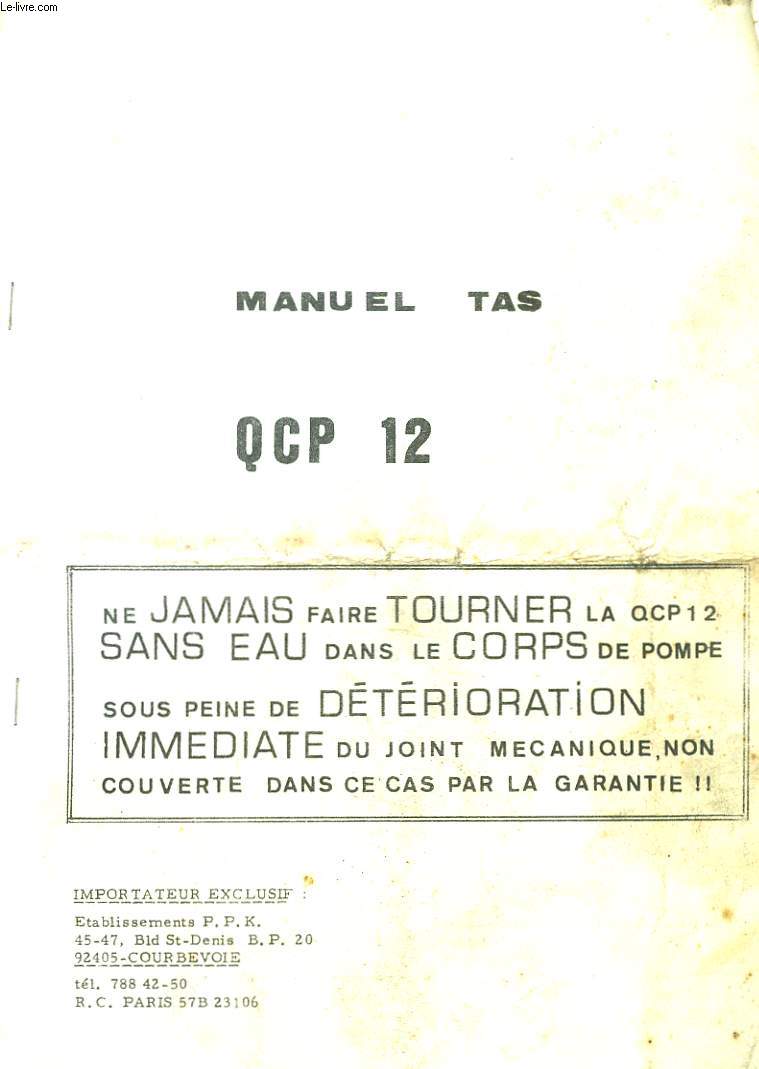 Le-livre.com
MANUEL TAS
QCP 12
NE JAMAIS FAIRE TOURNER LA QCP12
SANS EAU DANS LE CORPS DE POMPE
SOUS PEINE DE DÉTÉRiORATiON
IMMEDIATE DU JOINT MECANIQUE, NON
COUVERTE DANS CE CAS PAR LA GARANTIE !!
IMPORTATEUR EXCLUSIF :
Etablissements P. P. K.
45-47, Bld St-Denis B. P. 20
92405-COURBEVOIE
tél. 788 42-50
R. C. PARIS 57B 23106